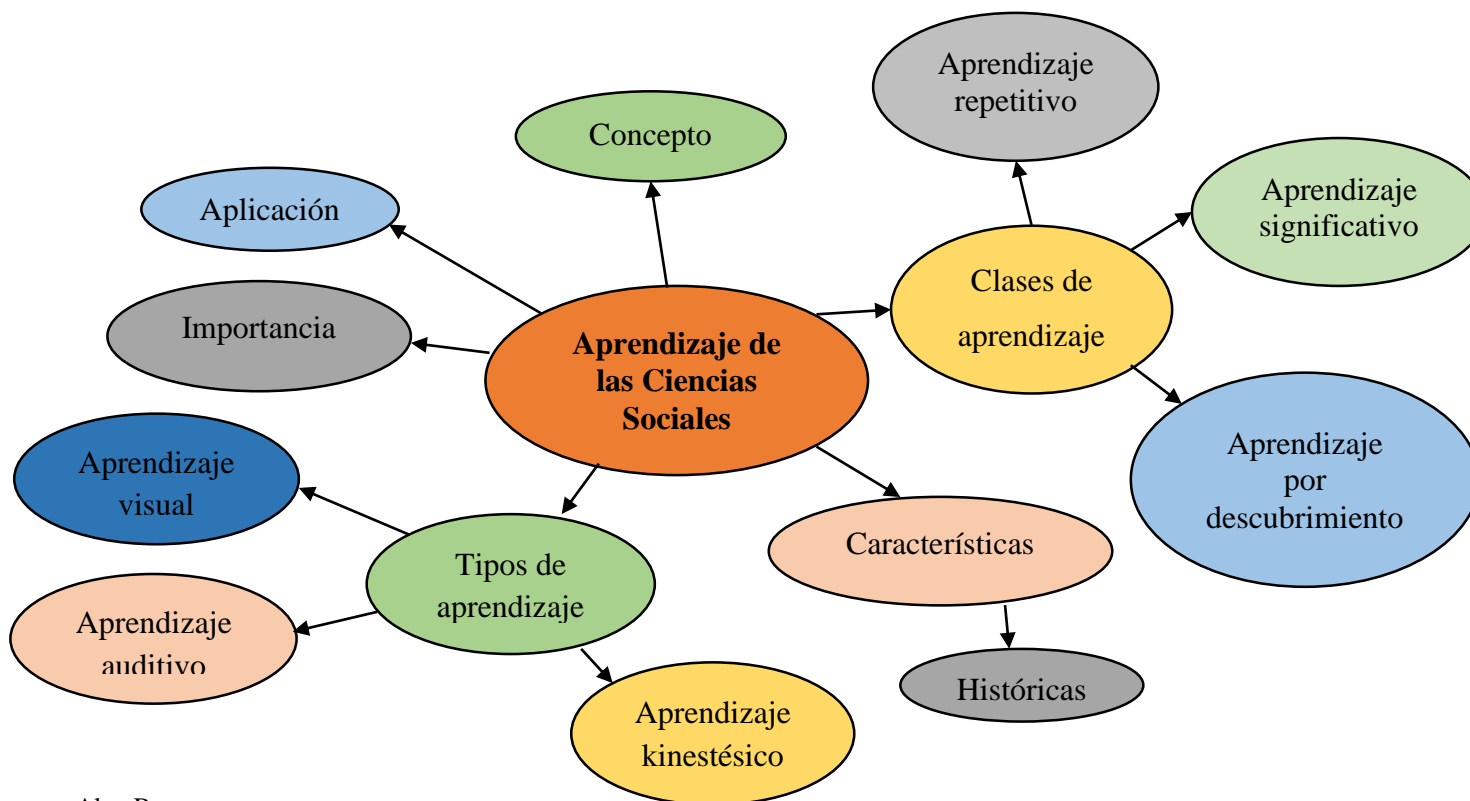 Aprendizaje
repetitivo
Concepto
Aprendizaje
significativo
Aplicación
Clases de
aprendizaje
Importancia
Aprendizaje de
las Ciencias
Sociales
Aprendizaje
visual
Aprendizaje
por
descubrimiento
Características
Tipos de
aprendizaje
Aprendizaje
auditivo
Históricas
Aprendizaje
kinestésico